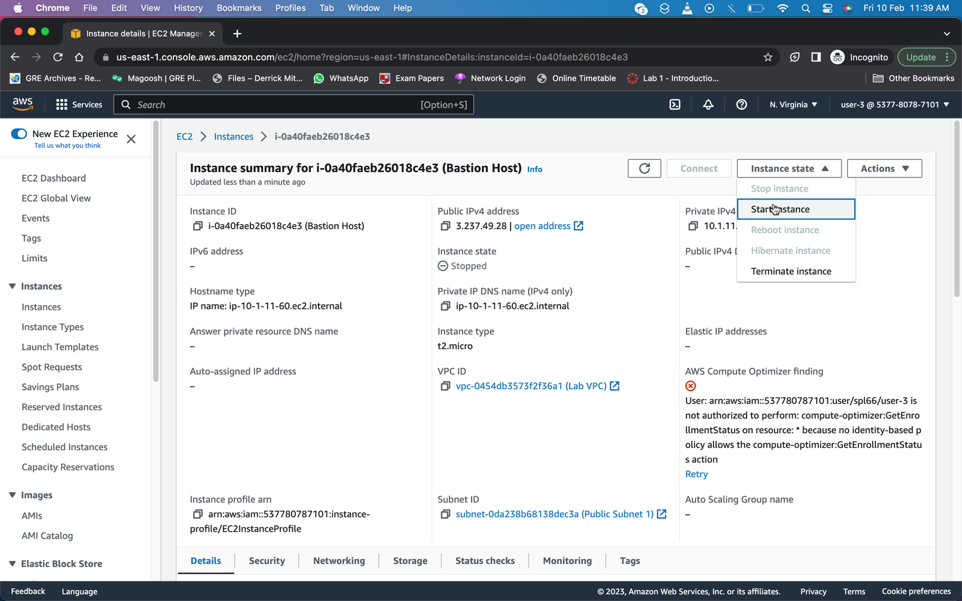 Chrome File Edit View History Bookmarks Profiles Tab Window Help Fri 10 Feb 11:39 AM
Instance details | EC2 Manager
us-east-1.console.aws.amazon.com/ec2/home?region=us-east-1#InstanceDetails:instanceId=i-0a40faeb26018c4e3 Incognito Update
GRE Archives - Re... Magoosh | GRE Pl... Files – Derrick Mit... WhatsApp Exam Papers Network Login Online Timetable Lab 1 - Introductio... Other Bookmarks
aws Services Search [Option+S] N. Virginia user-3 @ 5377-8078-7101
New EC2 Experience
Tell us what you think
EC2 Dashboard
EC2 Global View
Events
Tags
Limits
Instances
Instances
Instance Types
Launch Templates
Spot Requests
Savings Plans
Reserved Instances
Dedicated Hosts
Scheduled Instances
Capacity Reservations
Images
AMIs
AMI Catalog
Elastic Block Store
EC2 Instances i-0a40faeb26018c4e3
Instance summary for i-0a40faeb26018c4e3 (Bastion Host) Info
Updated less than a minute ago
Connect Instance state Actions
Stop instance
Start instance
Reboot instance
Hibernate instance
Terminate instance
Instance ID
i-0a40faeb26018c4e3 (Bastion Host)
Public IPv4 address
3.237.49.28 | open address
Private IPv4
10.1.11.
IPv6 address
–
Instance state
Stopped
Public IPv4 D
–
Hostname type
IP name: ip-10-1-11-60.ec2.internal
Private IP DNS name (IPv4 only)
ip-10-1-11-60.ec2.internal
Answer private resource DNS name
–
Instance type
t2.micro
Elastic IP addresses
–
Auto-assigned IP address
–
VPC ID
vpc-0454db3573f2f36a1 (Lab VPC)
AWS Compute Optimizer finding
User: arn:aws:iam::537780787101:user/spl66/user-3 is
not authorized to perform: compute-optimizer:GetEnro
llmentStatus on resource: * because no identity-based p
olicy allows the compute-optimizer:GetEnrollmentStatu
s action
Retry
Instance profile arn
arn:aws:iam::537780787101:instance-
profile/EC2InstanceProfile
Subnet ID
subnet-0da238b68138dec3a (Public Subnet 1)
Auto Scaling Group name
–
Details Security Networking Storage Status checks Monitoring Tags
Feedback Language © 2023, Amazon Web Services, Inc. or its affiliates. Privacy Terms Cookie preferences